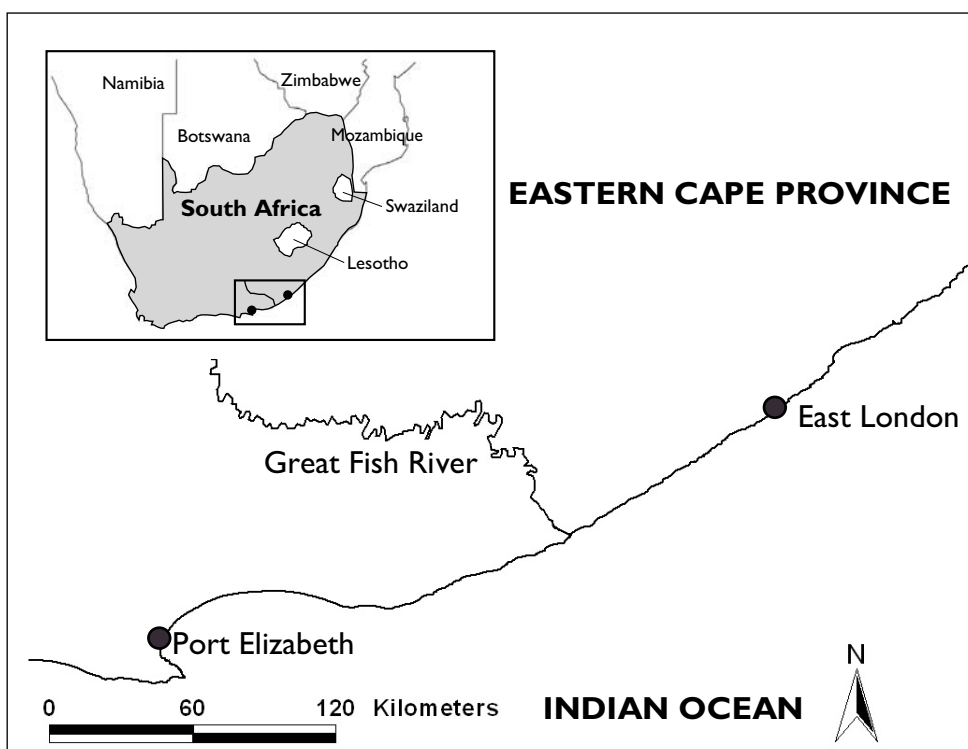 Namibia
Zimbabwe
Botswana
Mozambique
South Africa
Swaziland
Lesotho
EASTERN CAPE PROVINCE
East London
Great Fish River
Port Elizabeth
N
0 60 120 Kilometers
INDIAN OCEAN